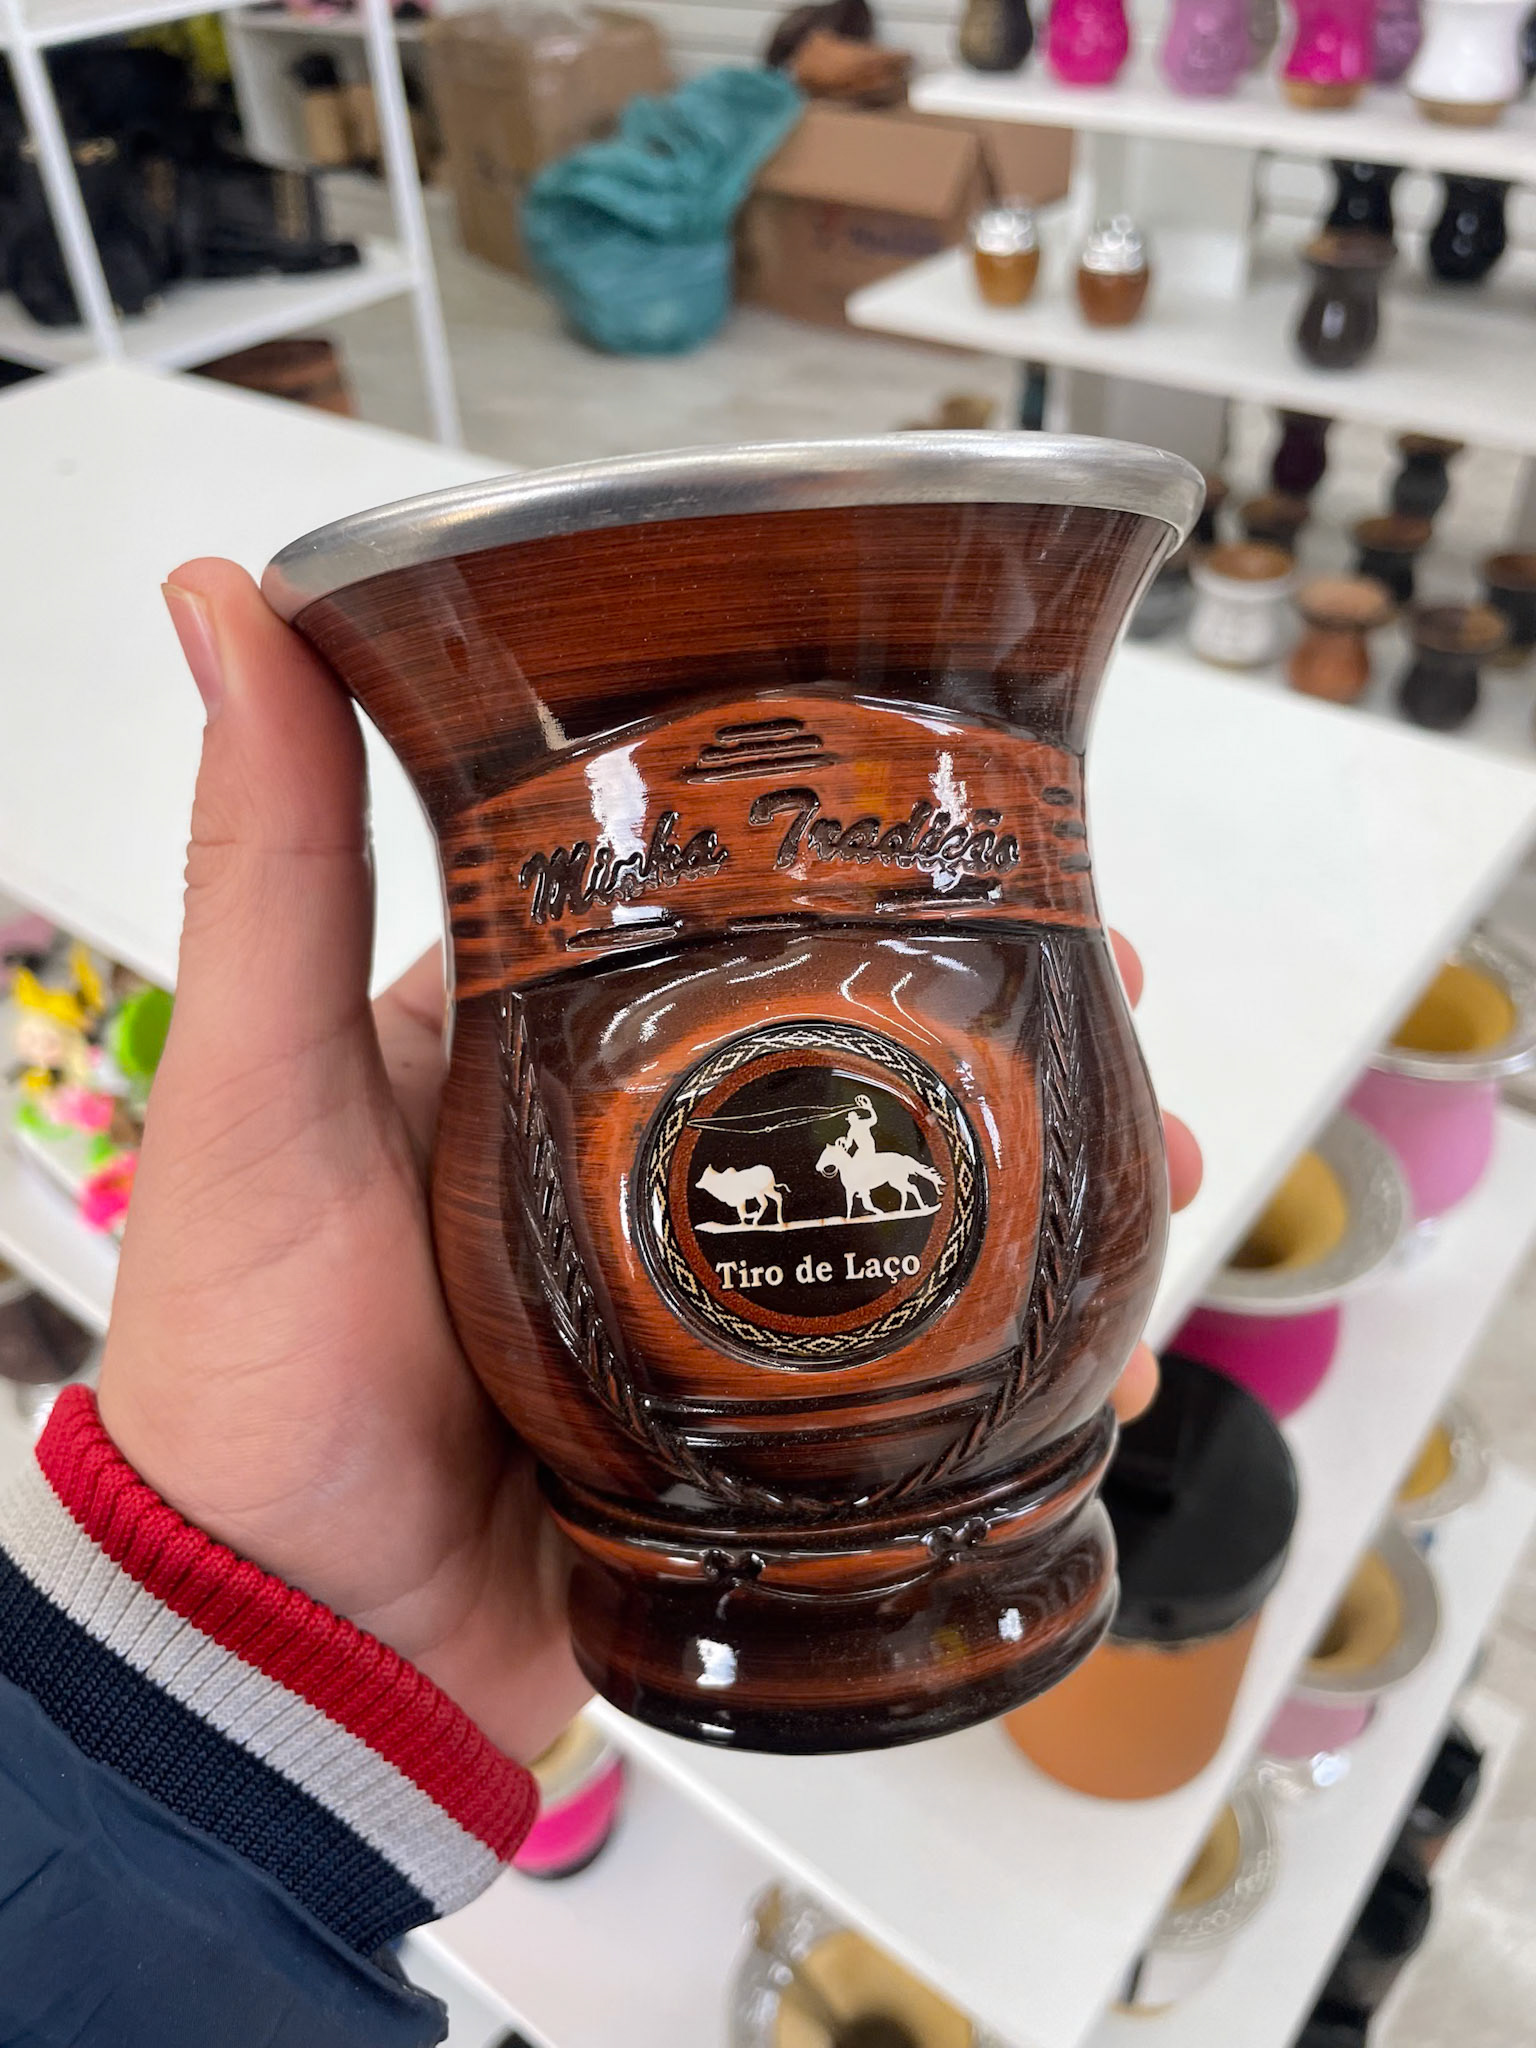 Minha Tradição
Tiro de Laço